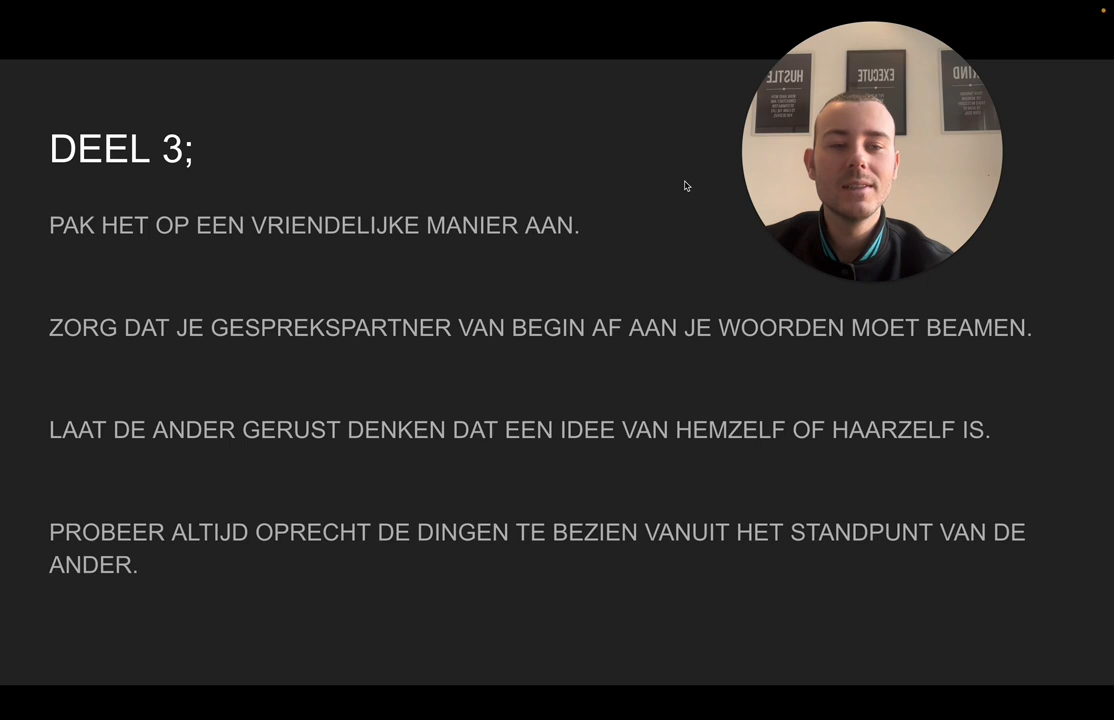 DEEL 3;
PAK HET OP EEN VRIENDELIJKE MANIER AAN.
ZORG DAT JE GESPREKSPARTNER VAN BEGIN AF AAN JE WOORDEN MOET BEAMEN.
LAAT DE ANDER GERUST DENKEN DAT EEN IDEE VAN HEMZELF OF HAARZELF IS.
PROBEER ALTIJD OPRECHT DE DINGEN TE BEZIEN VANUIT HET STANDPUNT VAN DE
ANDER.
HUSTLE
EXECUTE